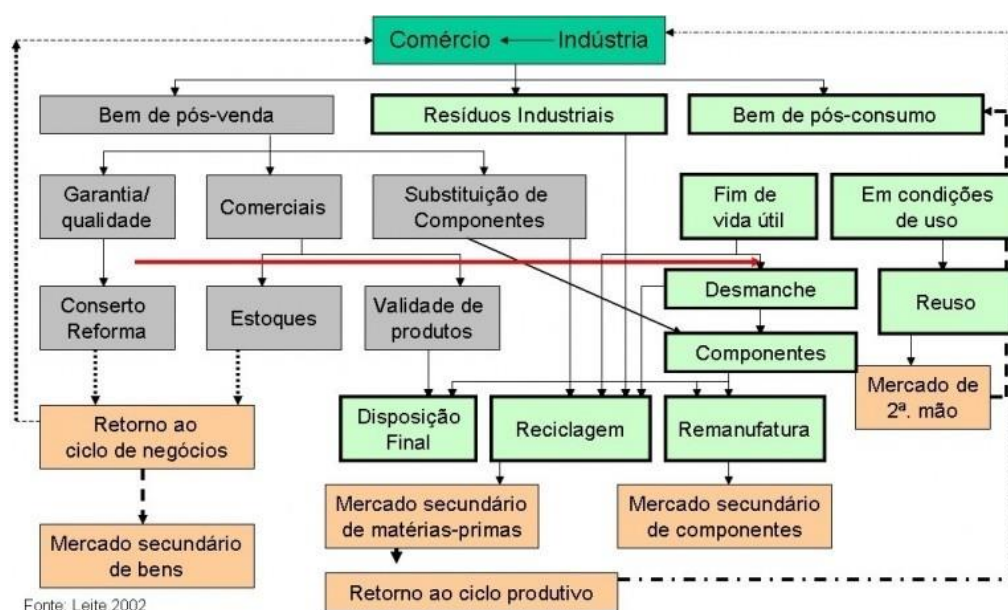 Comércio Indústria
Bem de pós-venda
Resíduos Industriais
Bem de pós-consumo
Garantia/
qualidade
Comerciais
Substituição de
Componentes
Fim de
vida útil
Em condições
de uso
Conserto
Reforma
Estoques
Validade de
produtos
Desmanche
Reuso
Componentes
Mercado de
2ª. mão
Retorno ao
ciclo de negócios
Disposição
Final
Reciclagem
Remanufatura
Mercado secundário
de bens
Mercado secundário
de matérias-primas
Mercado secundário
de componentes
Retorno ao ciclo produtivo
Fonte: Leite 2002